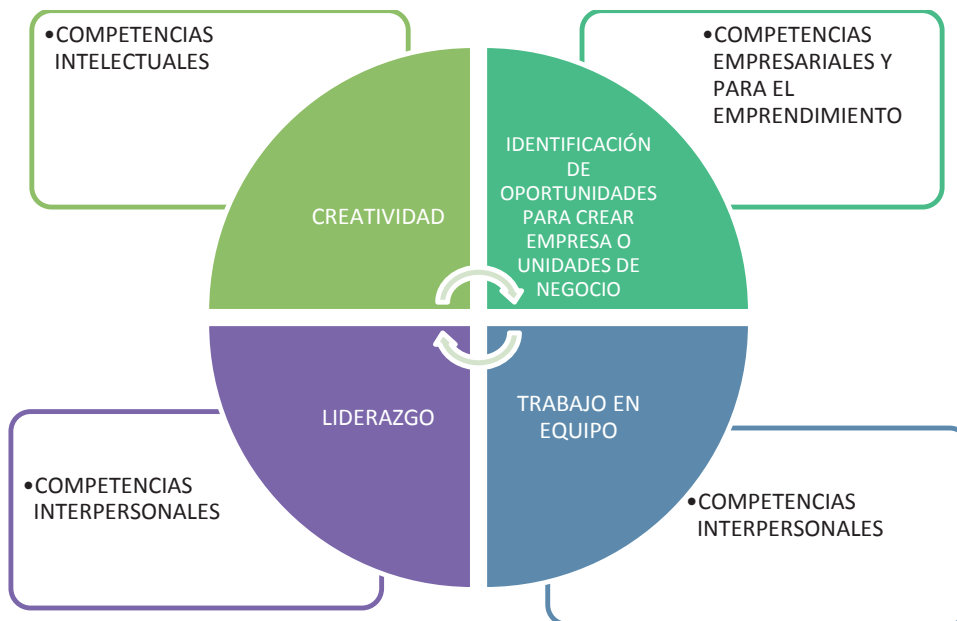 •COMPETENCIAS
INTELECTUALES
•COMPETENCIAS
EMPRESARIALES Y
PARA EL
EMPRENDIMIENTO
CREATIVIDAD
IDENTIFICACIÓN
DE
OPORTUNIDADES
PARA CREAR
EMPRESA O
UNIDADES DE
NEGOCIO
LIDERAZGO
TRABAJO EN
EQUIPO
•COMPETENCIAS
INTERPERSONALES
•COMPETENCIAS
INTERPERSONALES